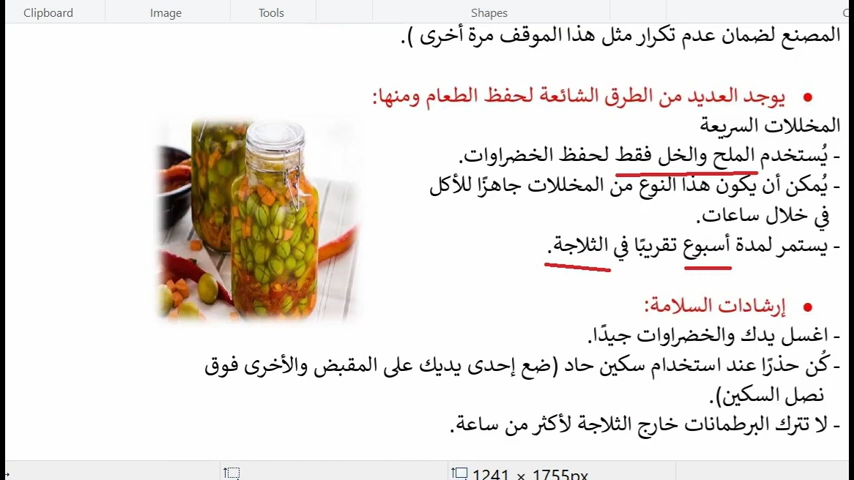 Clipboard
Image
Tools
Shapes
المصنع لضمان عدم تكرار مثل هذا الموقف مرة أخرى ).
• يوجد العديد من الطرق الشائعة لحفظ الطعام ومنها:
المخللات السريعة
- يُستخدم الملح والخل فقط لحفظ الخضراوات.
- يُمكن أن يكون هذا النوع من المخللات جاهزًا للأكل
في خلال ساعات.
- يستمر لمدة أسبوع تقريبًا في الثلاجة.
• إرشادات السلامة:
- اغسل يدك والخضراوات جيدًا.
- كُن حذرًا عند استخدام سكين حاد (ضع إحدى يديك على المقبض والأخرى فوق
نصل السكين).
- لا تترك البرطمانات خارج الثلاجة لأكثر من ساعة.
1241 × 1755px